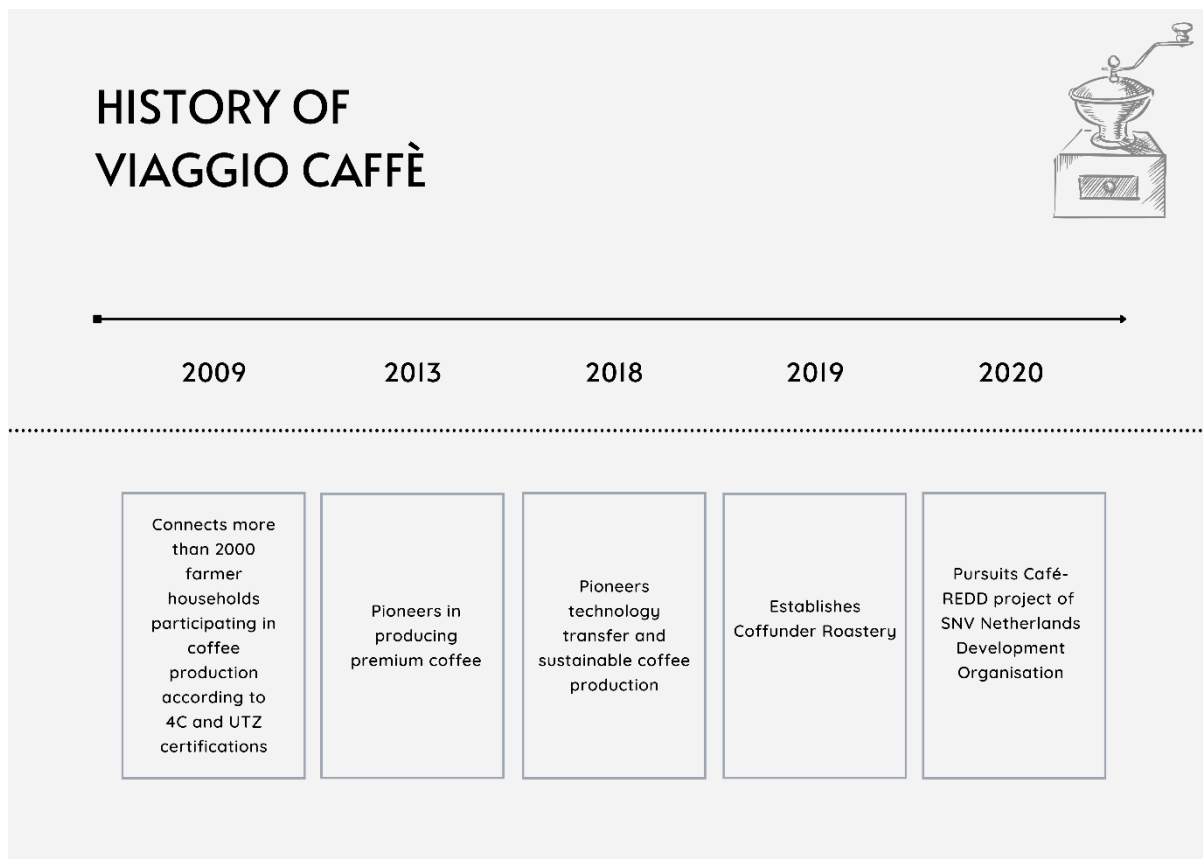 HISTORY OF
VIAGGIO CAFFÈ
2009
2013
2018
2019
2020
Connects more
than 2000
farmer
households
participating in
coffee
production
according to
4C and UTZ
certifications
Pioneers in
producing
premium coffee
Pioneers
technology
transfer and
sustainable coffee
production
Establishes
Coffunder Roastery
Pursuits Café-
REDD project of
SNV Netherlands
Development
Organisation